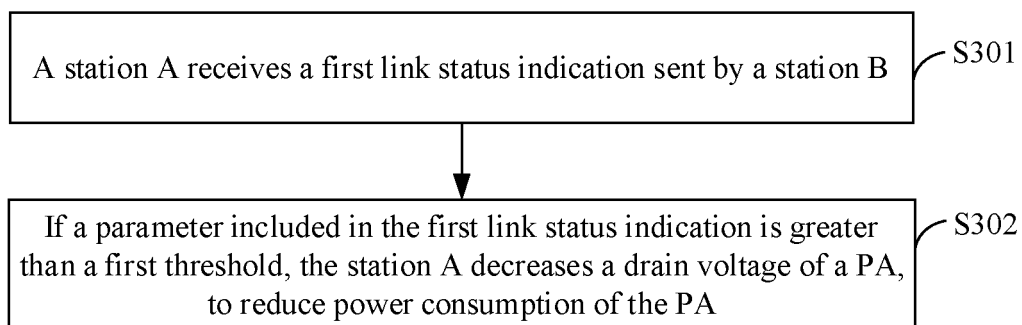 A station A receives a first link status indication sent by a station B
S301
If a parameter included in the first link status indication is greater
than a first threshold, the station A decreases a drain voltage of a PA,
to reduce power consumption of the PA
S302